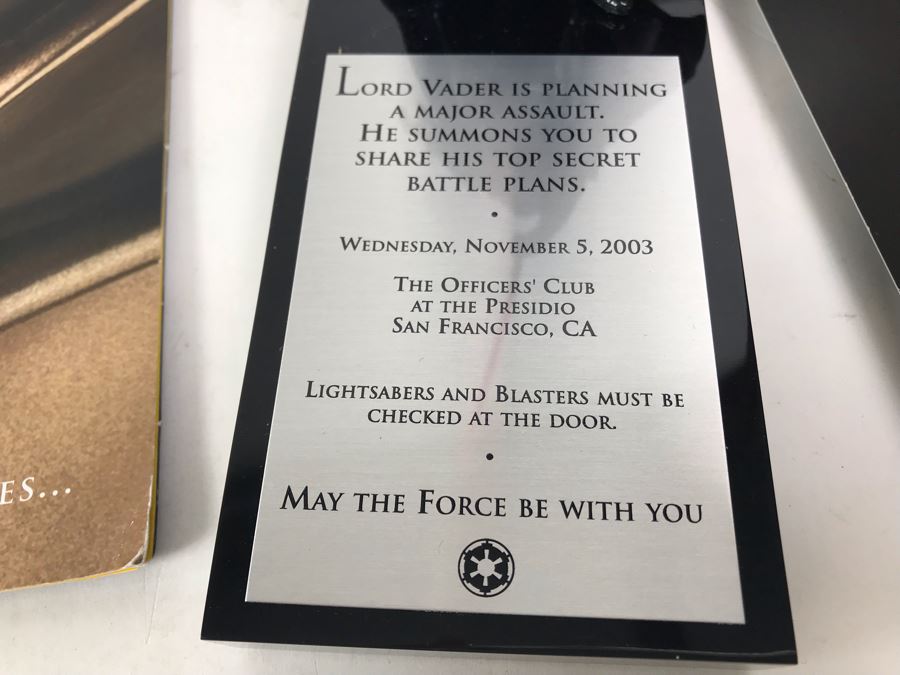 Lord Vader is planning
a major assault.
He summons you to
share his top secret
battle plans.
•
Wednesday, November 5, 2003
The Officers' Club
at the Presidio
San Francisco, CA
Lightsabers and Blasters must be
checked at the door.
•
May the Force be with you
ES...